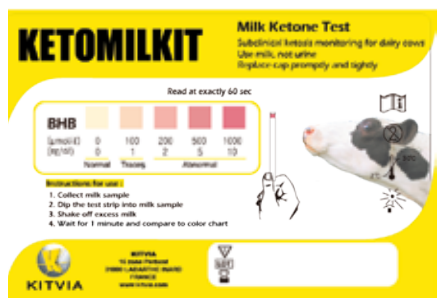 KETOMILKIT
Milk Ketone Test
Subclinical ketosis monitoring for dairy cows
Use milk, not urine
Replace cap promptly and tightly
Read at exactly 60 sec
BHB
(µmol/l) 0 100 200 500 1000
(mg/dl) 0 1 2 5 10
Normal Traces Abnormal
Instructions for use :
1. Collect milk sample
2. Dip the test strip into milk sample
3. Shake off excess milk
4. Wait for 1 minute and compare to color chart
KITVIA
KITVIA
31800 LABARTHE INARD
FRANCE
www.kitvia.com
LOT